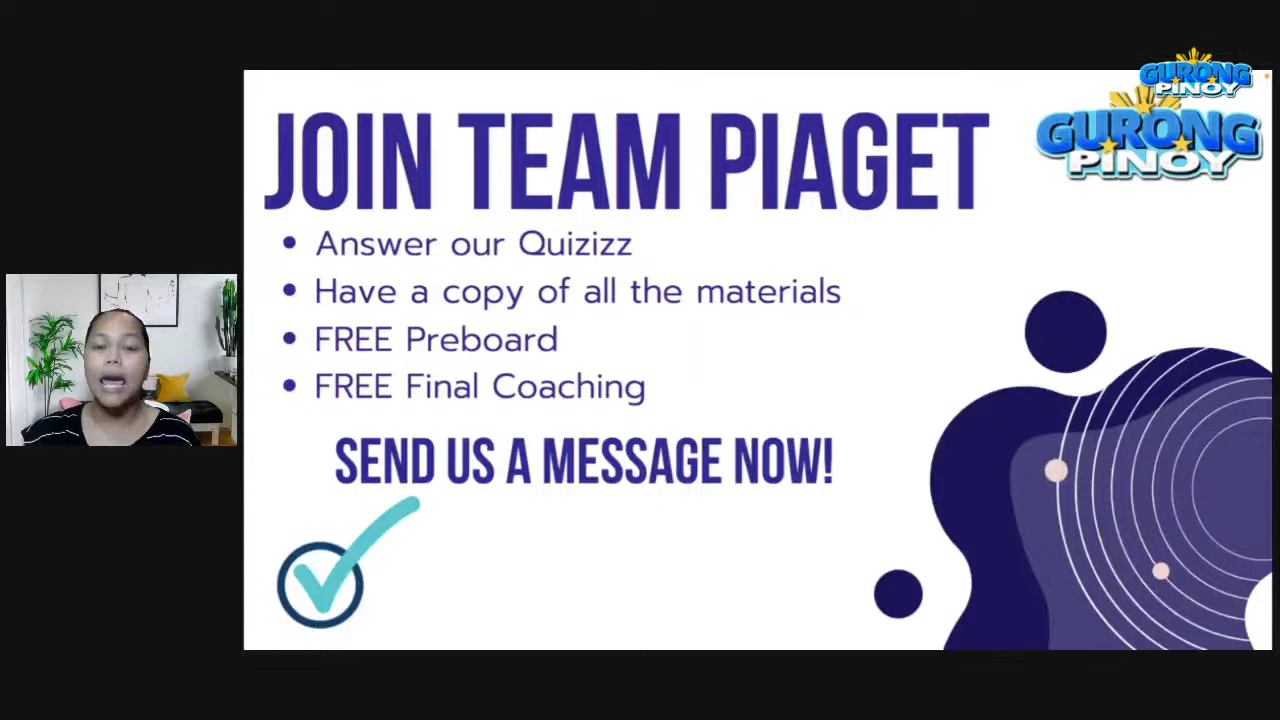 GURONG
PINOY
GURONG
PINOY
JOIN TEAM PIAGET
• Answer our Quizizz
• Have a copy of all the materials
• FREE Preboard
• FREE Final Coaching
SEND US A MESSAGE NOW!